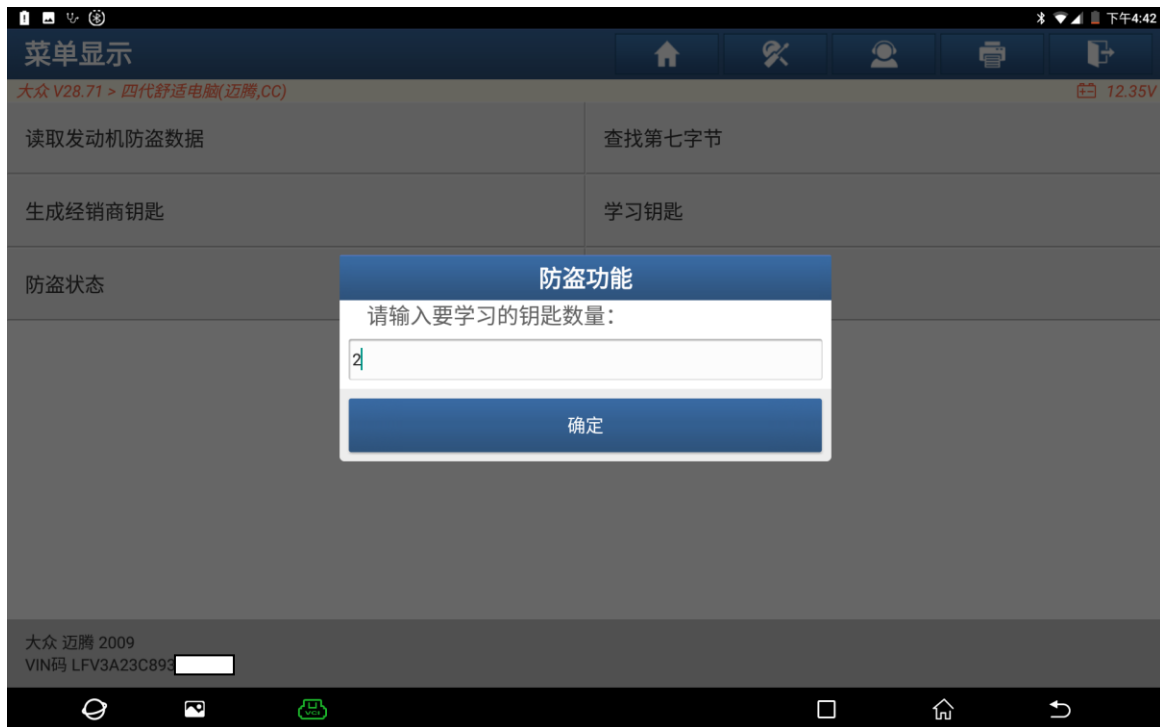 下午4:42
菜单显示
大众 V28.71 > 四代舒适电脑(迈腾,CC)
12.35V
读取发动机防盗数据
查找第七字节
生成经销商钥匙
学习钥匙
防盗状态
防盗功能
请输入要学习的钥匙数量：
2
确定
大众 迈腾 2009
VIN码 LFV3A23C893
VCI